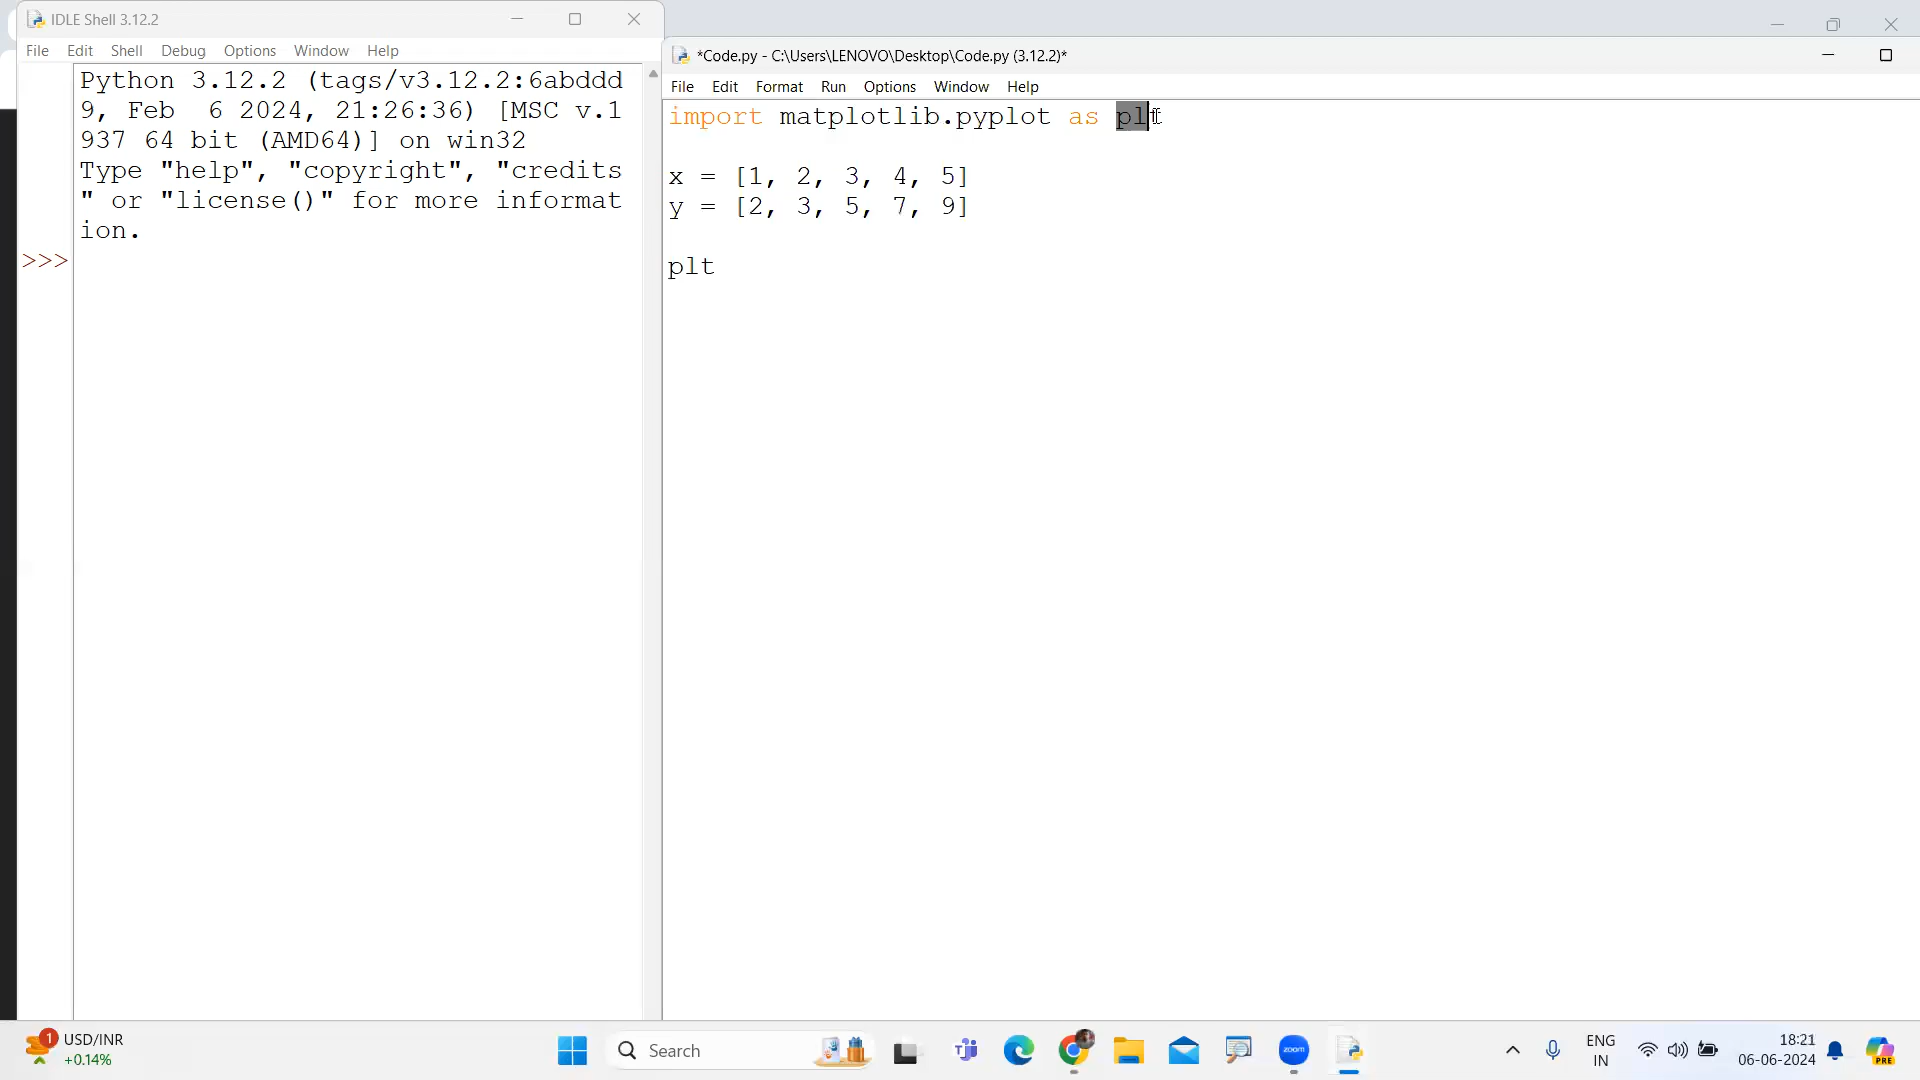 IDLE Shell 3.12.2
File Edit Shell Debug Options Window Help
Python 3.12.2 (tags/v3.12.2:6abddd
9, Feb  6 2024, 21:26:36) [MSC v.1
937 64 bit (AMD64)] on win32
Type "help", "copyright", "credits
" or "license()" for more informat
ion.
>>>
*Code.py - C:\Users\LENOVO\Desktop\Code.py (3.12.2)*
File Edit Format Run Options Window Help
import matplotlib.pyplot as plt
x = [1, 2, 3, 4, 5]
y = [2, 3, 5, 7, 9]
plt
1
USD/INR
+0.14%
Search
zoom
ENG
IN
18:21
06-06-2024
PRE